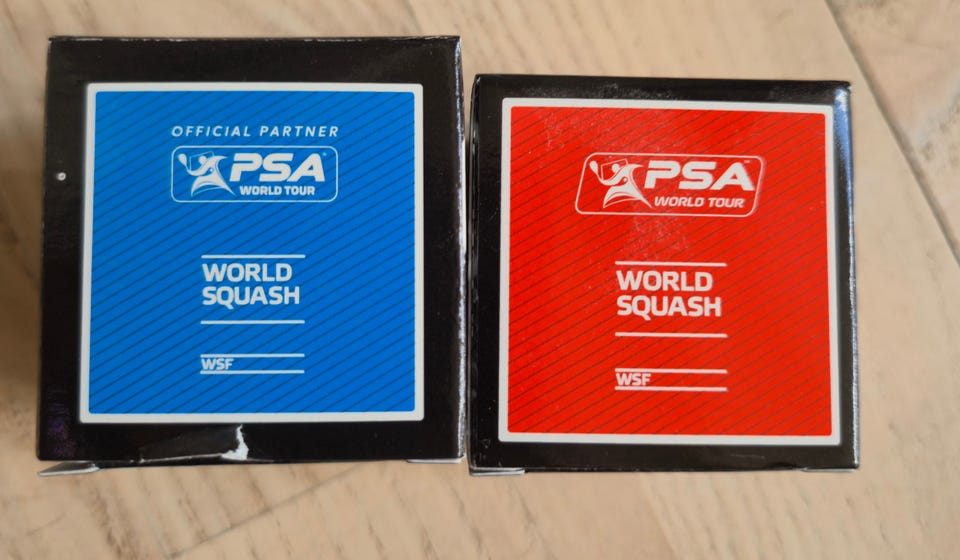 OFFICIAL PARTNER
PSA
WORLD TOUR
WORLD
SQUASH
WSF
PSA
WORLD TOUR
WORLD
SQUASH
WSF